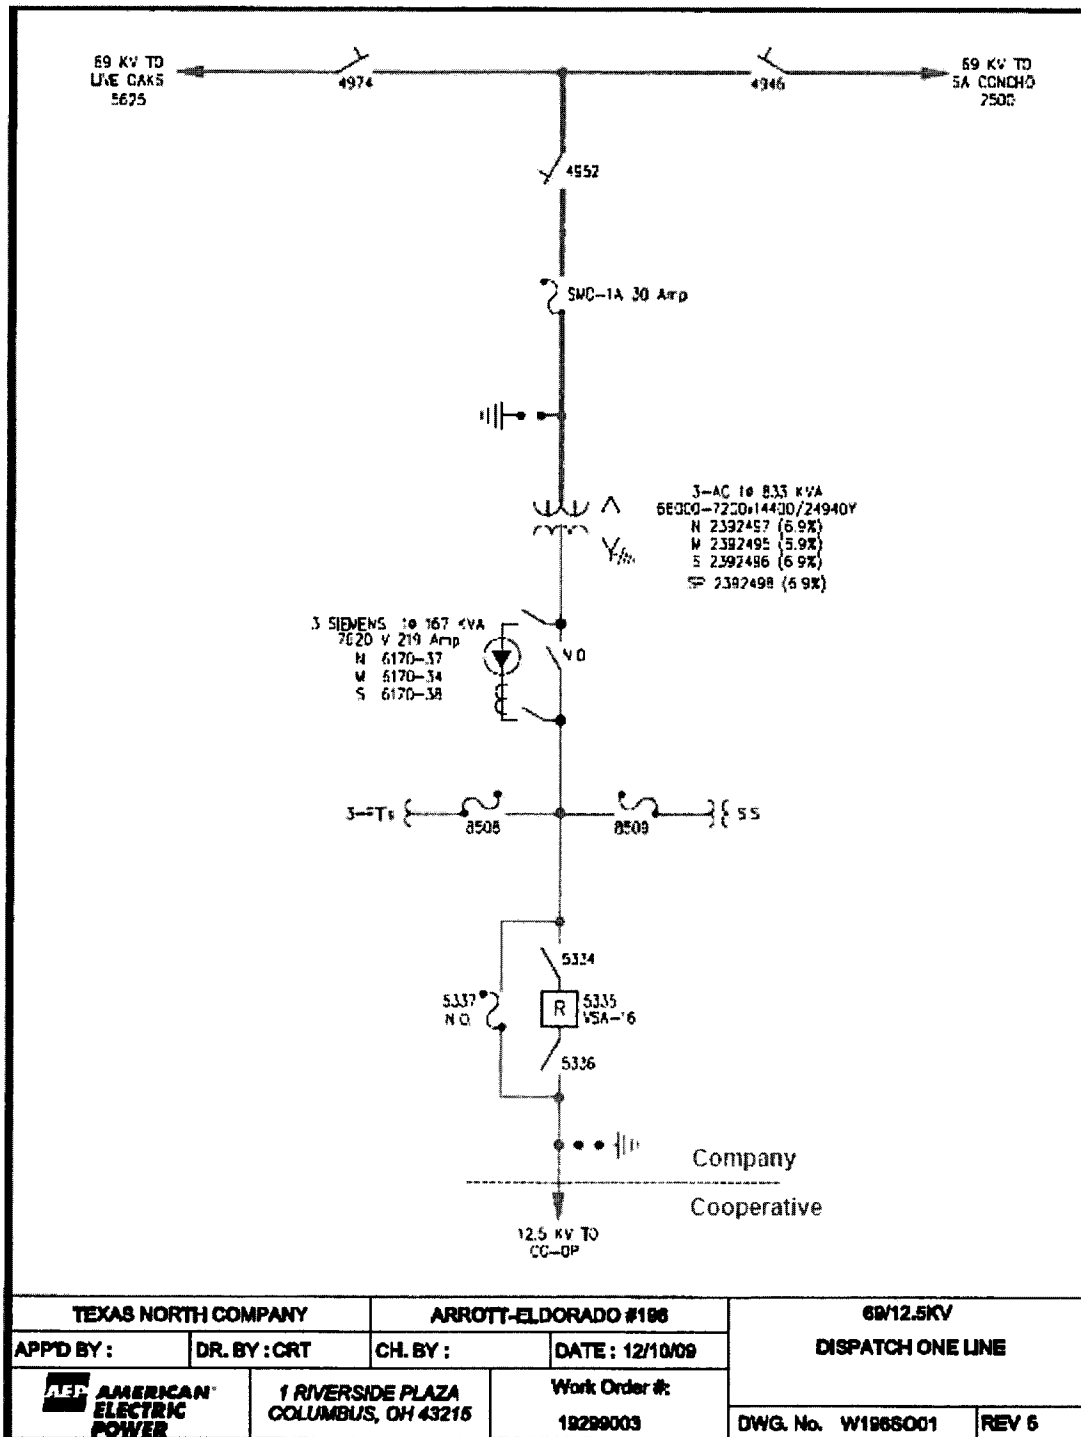 69 KV TO
LIVE OAKS
5625
4974
4946
69 KV TO
SA CONCHO
2500
4952
SMD-1A 30 Amp
3-AC 1ø 833 KVA
N 2392497 (6.9%)
M 2392495 (5.9%)
S 2392496 (6.9%)
SP 2392498 (6.9%)
3 SIEMENS 1ø 167 KVA
7620 V 219 Amp
N 6170-37
M 6170-34
S 6170-38
N.O.
3-PTs
8508
8509
SS
5334
5337
N.O.
R
5335
VSA-16
5336
Company
Cooperative
12.5 KV TO
CO-OP
TEXAS NORTH COMPANY
ARROTT-ELDORADO #196
69/12.5KV
DISPATCH ONE LINE
APP'D BY :
DR. BY : CRT
CH. BY :
DATE : 12/10/09
AEP AMERICAN
ELECTRIC
POWER
1 RIVERSIDE PLAZA
COLUMBUS, OH 43215
Work Order #:
19299003
DWG. No. W196SO01
REV 5